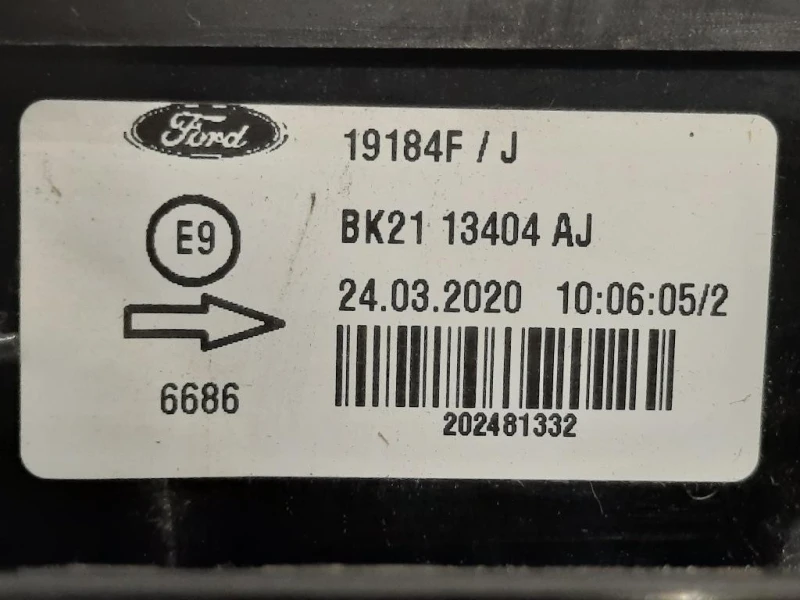 Ford
19184F / J
E9
BK21 13404 AJ
24.03.2020 10:06:05/2
6686
202481332